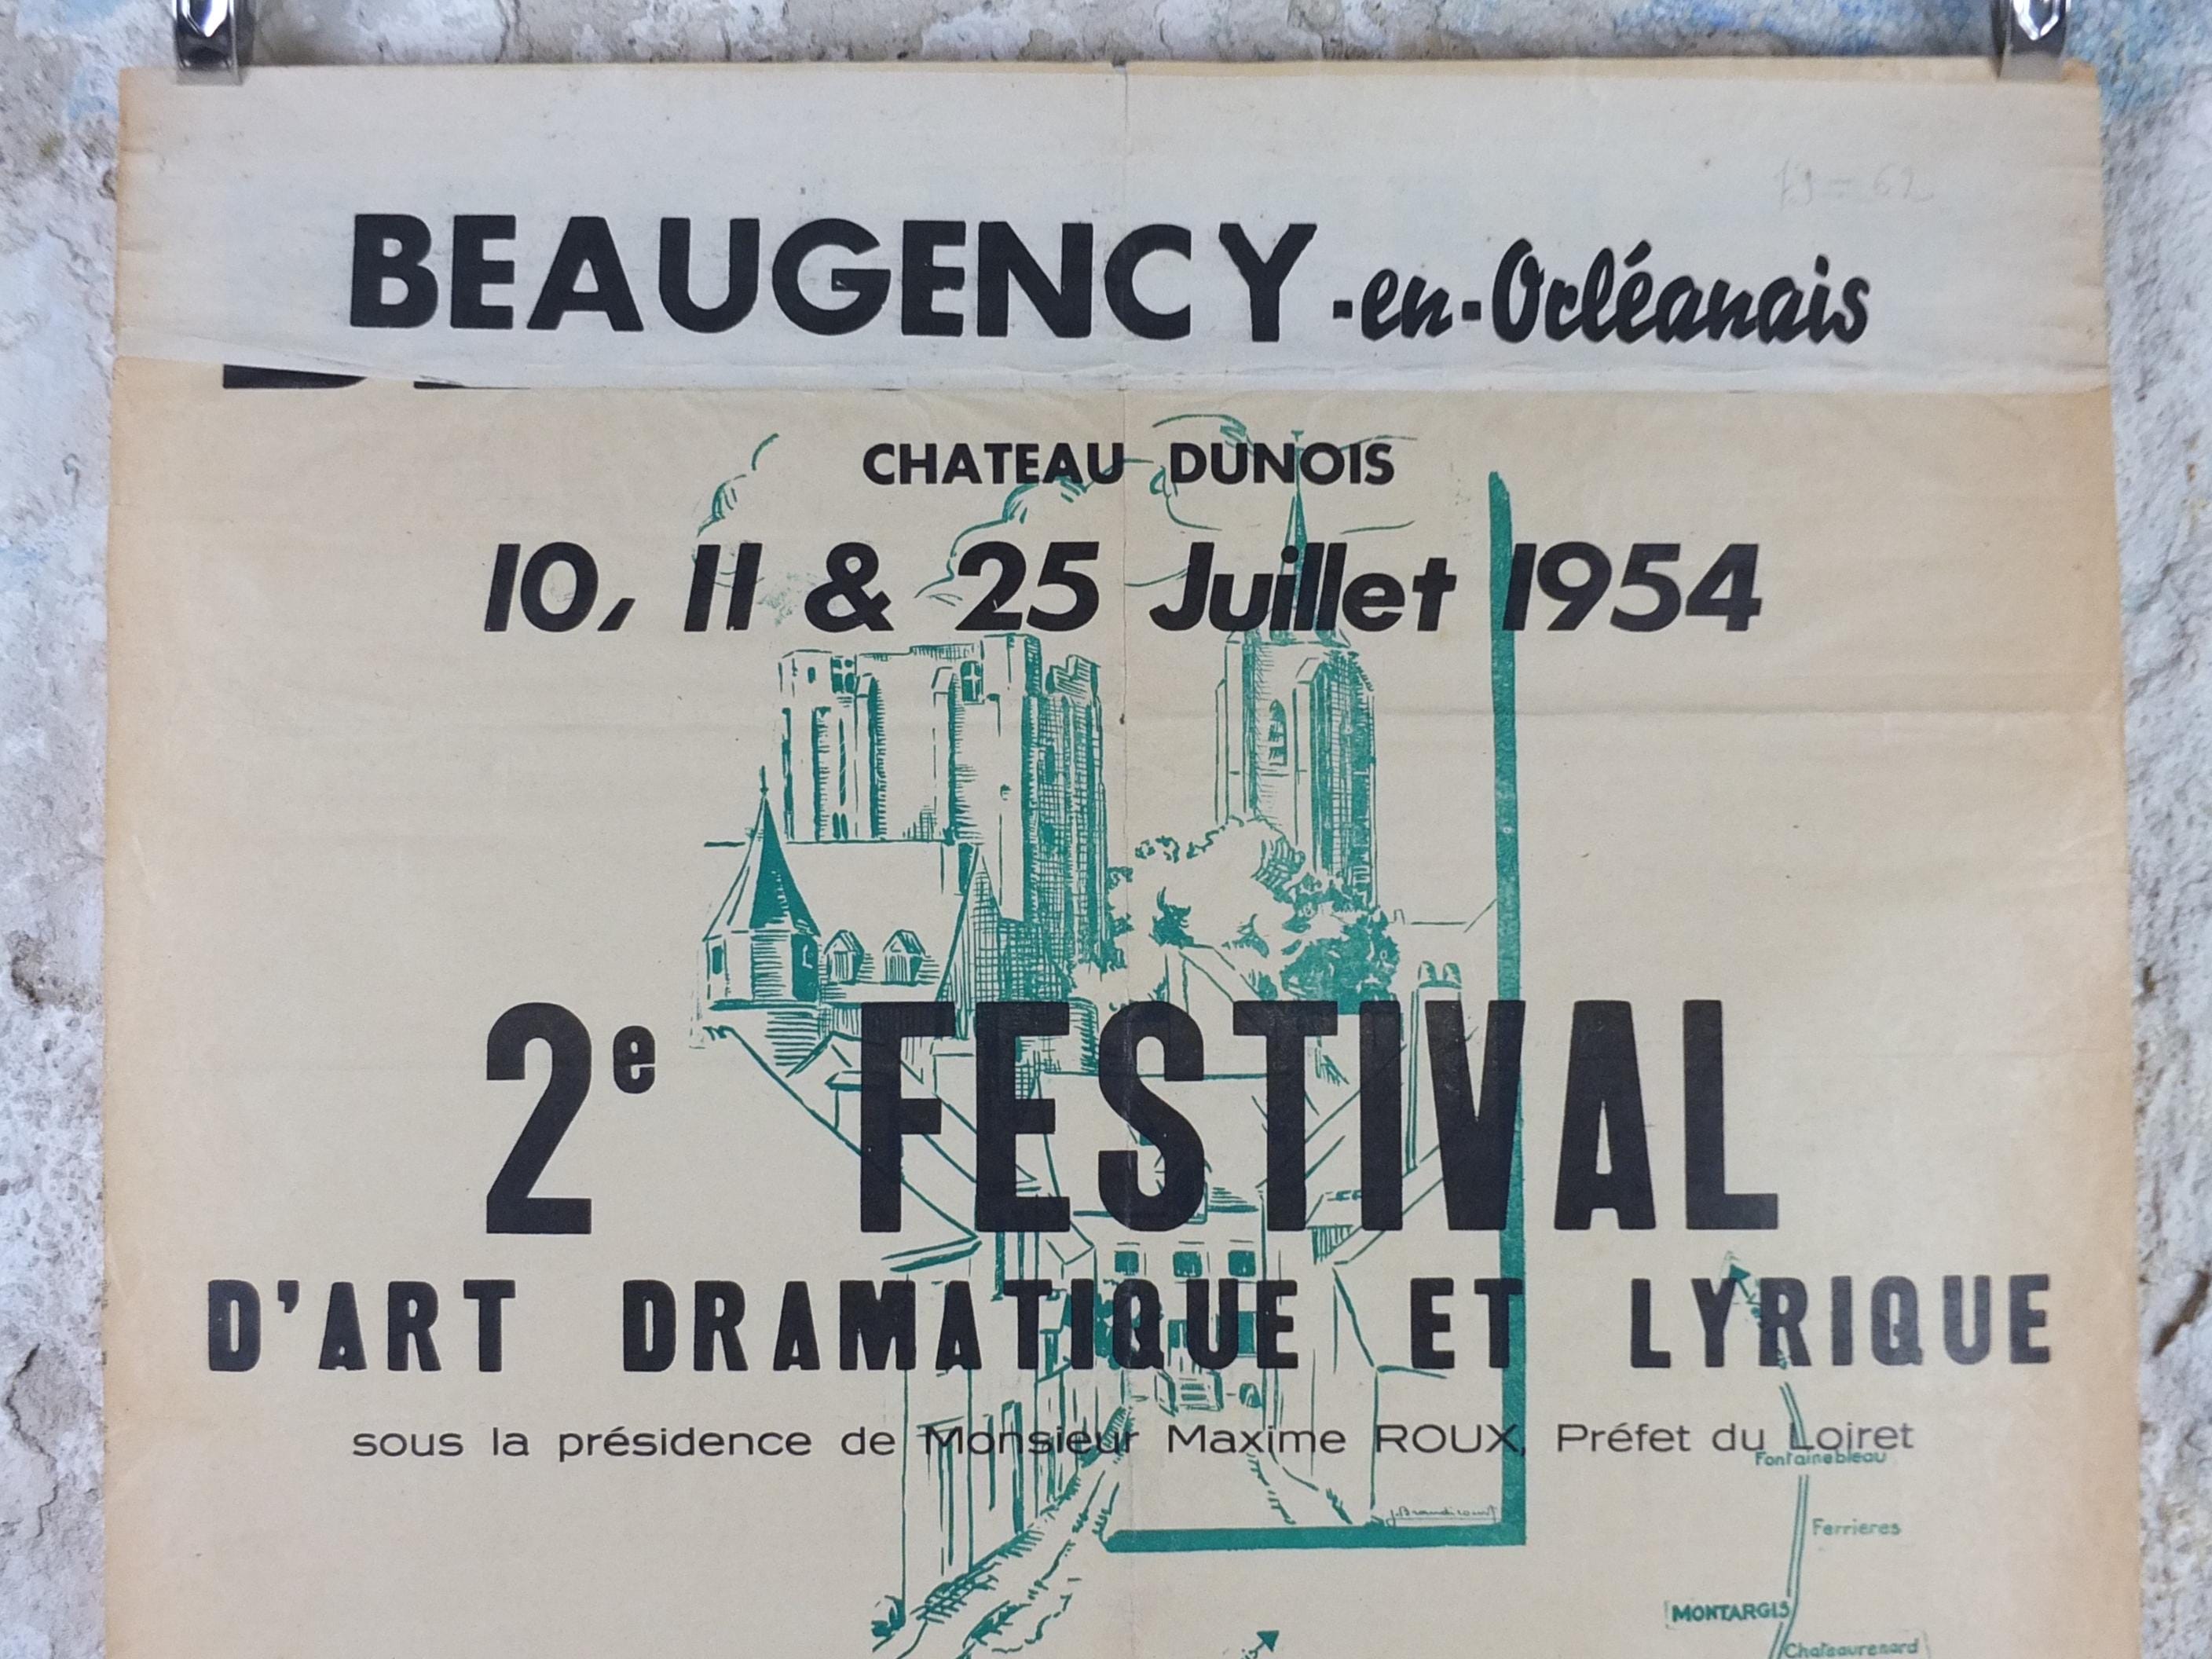 BEAUGENCY -en-Orléanais
CHATEAU DUNOIS
10, 11 & 25 Juillet 1954
2e FESTIVAL
D'ART DRAMATIQUE ET LYRIQUE
sous la présidence de Monsieur Maxime ROUX, Préfet du Loiret
Fontainebleau
J. Brandicourt
Ferrieres
MONTARGIS
Chateaurenard